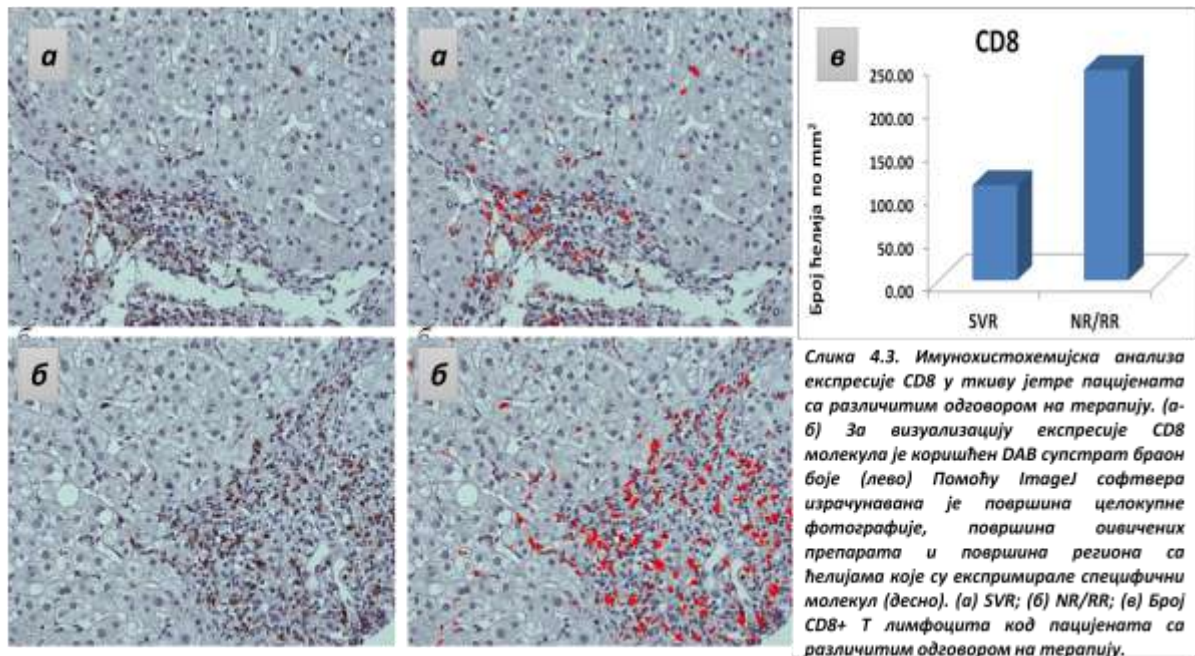 а
а
в
CD8
Број ћелија по mm²
250.00
200.00
150.00
100.00
50.00
0.00
SVR
NR/RR
б
б
Слика 4.3. Имунохистохемијска анализа
експресије CD8 у ткиву јетре пацијената
са различитим одговором на терапију. (а-
б) За визуализацију експресије CD8
молекула је коришћен DAB супстрат браон
боје (лево) Помоћу ImageJ софтвера
израчунавана је површина целокупне
фотографије, површина оивичених
препарата и површина региона са
ћелијама које су експримирале специфични
молекул (десно). (а) SVR; (б) NR/RR; (в) Број
CD8+ Т лимфоцита код пацијената са
различитим одговором на терапију.